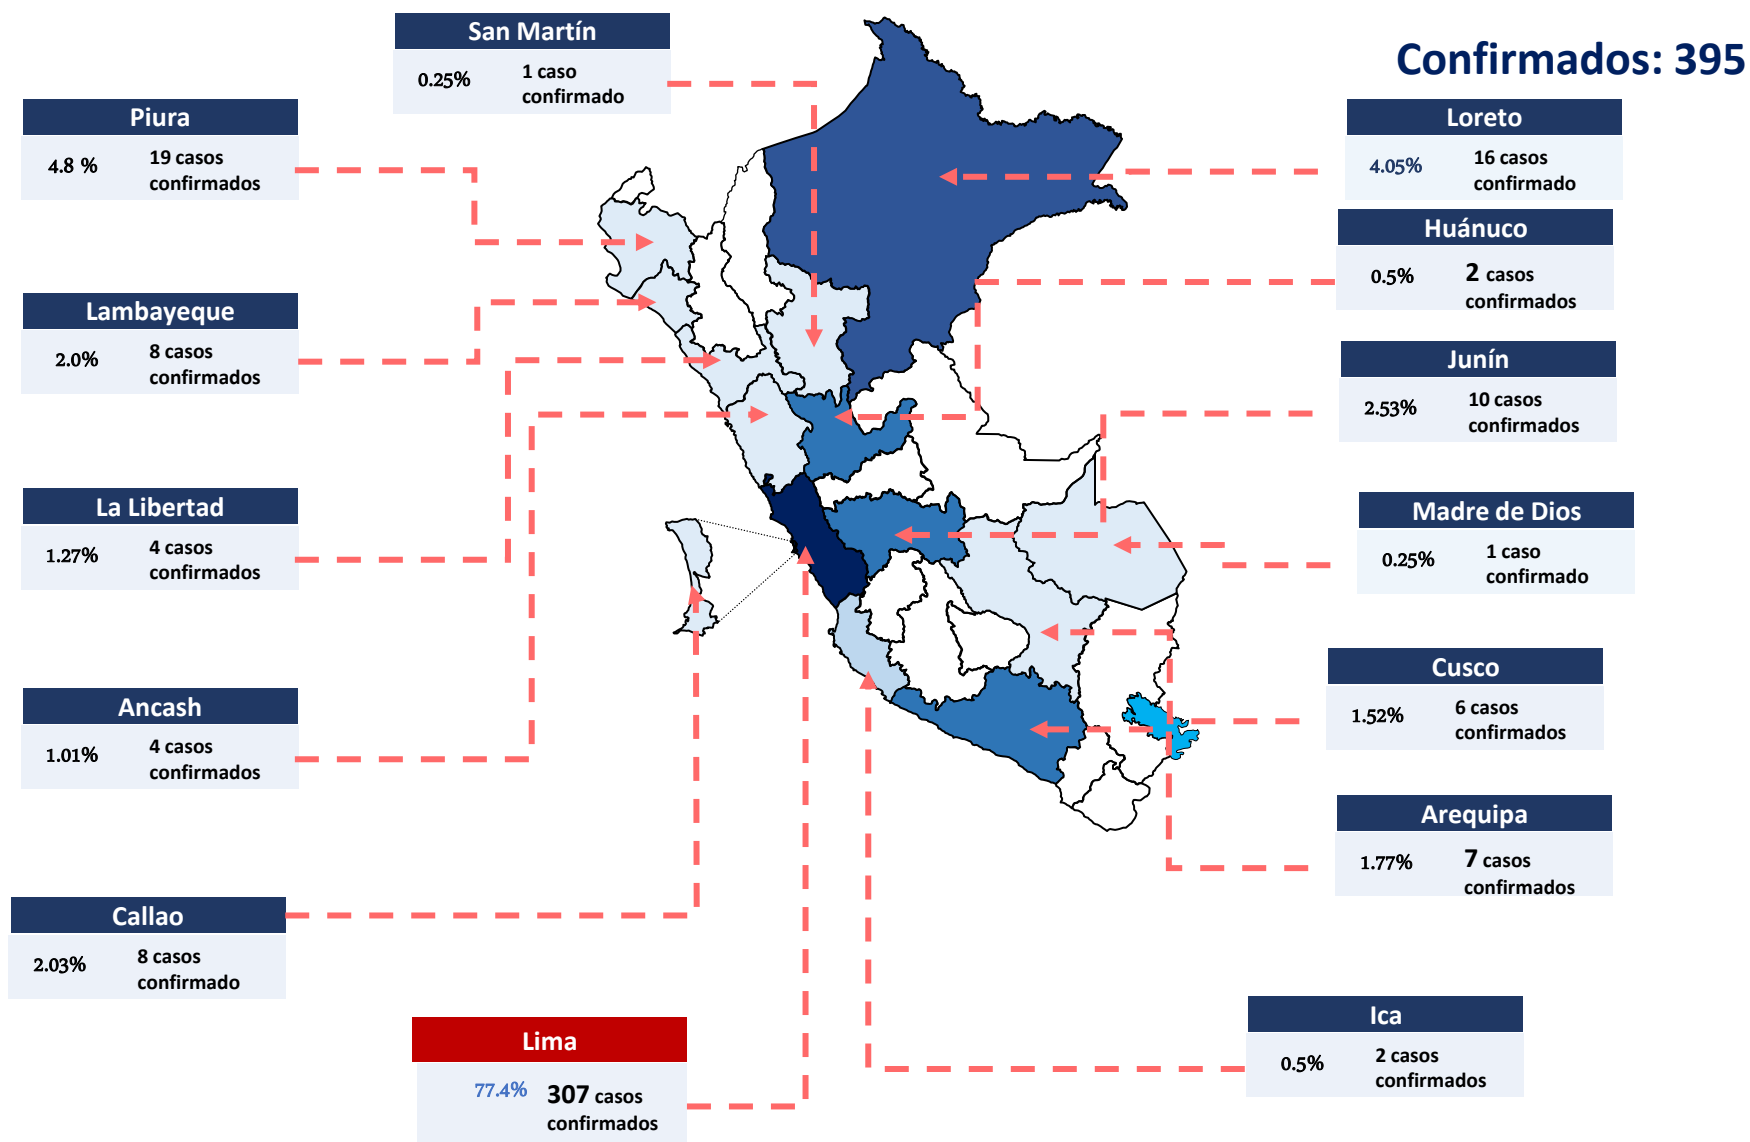 Confirmados: 395
San Martín
0.25%
1 caso
confirmado
Piura
4.8 %
19 casos
confirmados
Lambayeque
2.0%
8 casos
confirmados
La Libertad
1.27%
4 casos
confirmados
Ancash
1.01%
4 casos
confirmados
Callao
2.03%
8 casos
confirmado
Lima
77.4%
307 casos
confirmados
Loreto
4.05%
16 casos
confirmado
Huánuco
0.5%
2 casos
confirmados
Junín
2.53%
10 casos
confirmados
Madre de Dios
0.25%
1 caso
confirmado
Cusco
1.52%
6 casos
confirmados
Arequipa
1.77%
7 casos
confirmados
Ica
0.5%
2 casos
confirmados